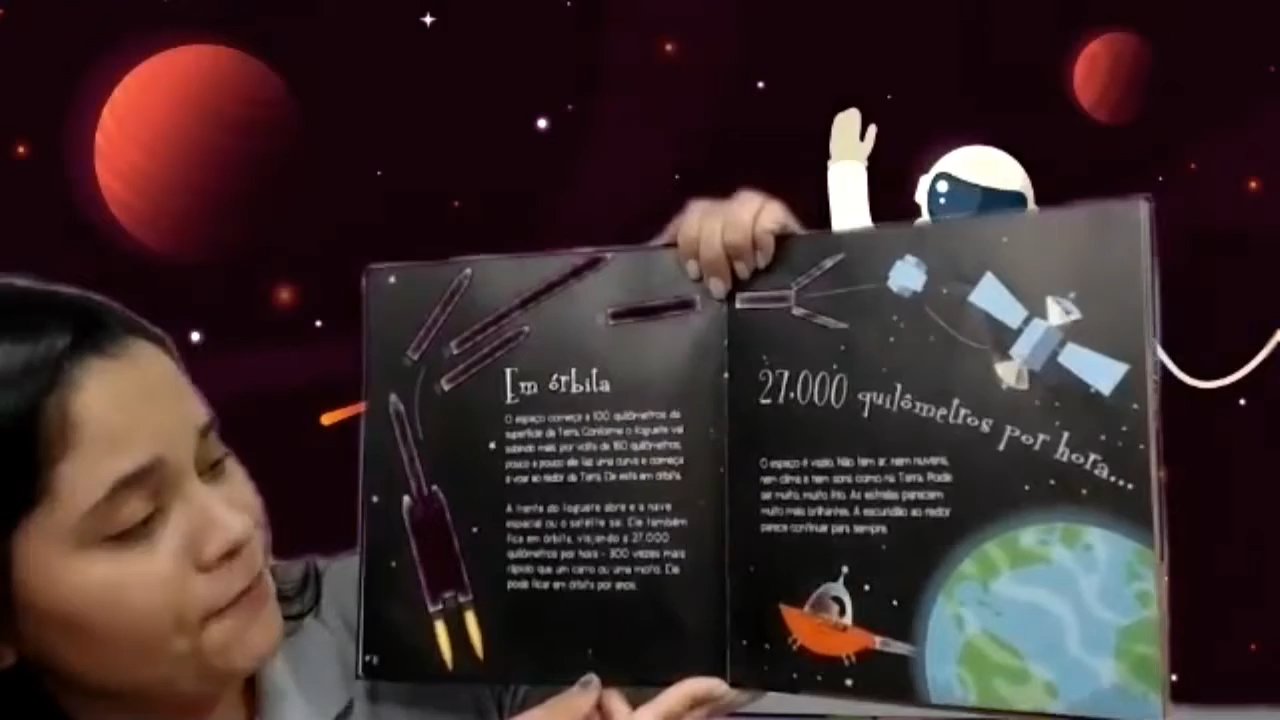 Em órbita
O espaço começa a 100 quilômetros da
superfície da Terra. Conforme o foguete vai
subindo mais, por volta de 160 quilômetros,
pouco a pouco ele faz uma curva e começa
a voar ao redor da Terra. Ele está em órbita.
A frente do foguete abre e a nave
espacial ou o satélite sai. Ele também
fica em órbita, viajando a 27.000
quilômetros por hora - 300 vezes mais
rápido que um carro ou uma moto. Ele
pode ficar em órbita por anos.
27.000 quilômetros por hora...
O espaço é vazio. Não tem ar, nem nuvens,
nem clima e nem sons como na Terra. Pode
ser muito, muito frio. As estrelas parecem
muito mais brilhantes. A escuridão ao redor
parece continuar para sempre.